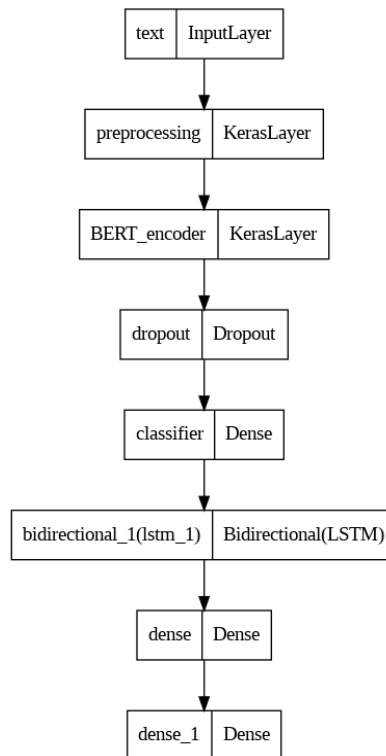 text InputLayer
preprocessing KerasLayer
BERT_encoder KerasLayer
dropout Dropout
classifier Dense
bidirectional_1(lstm_1) Bidirectional(LSTM)
dense Dense
dense_1 Dense